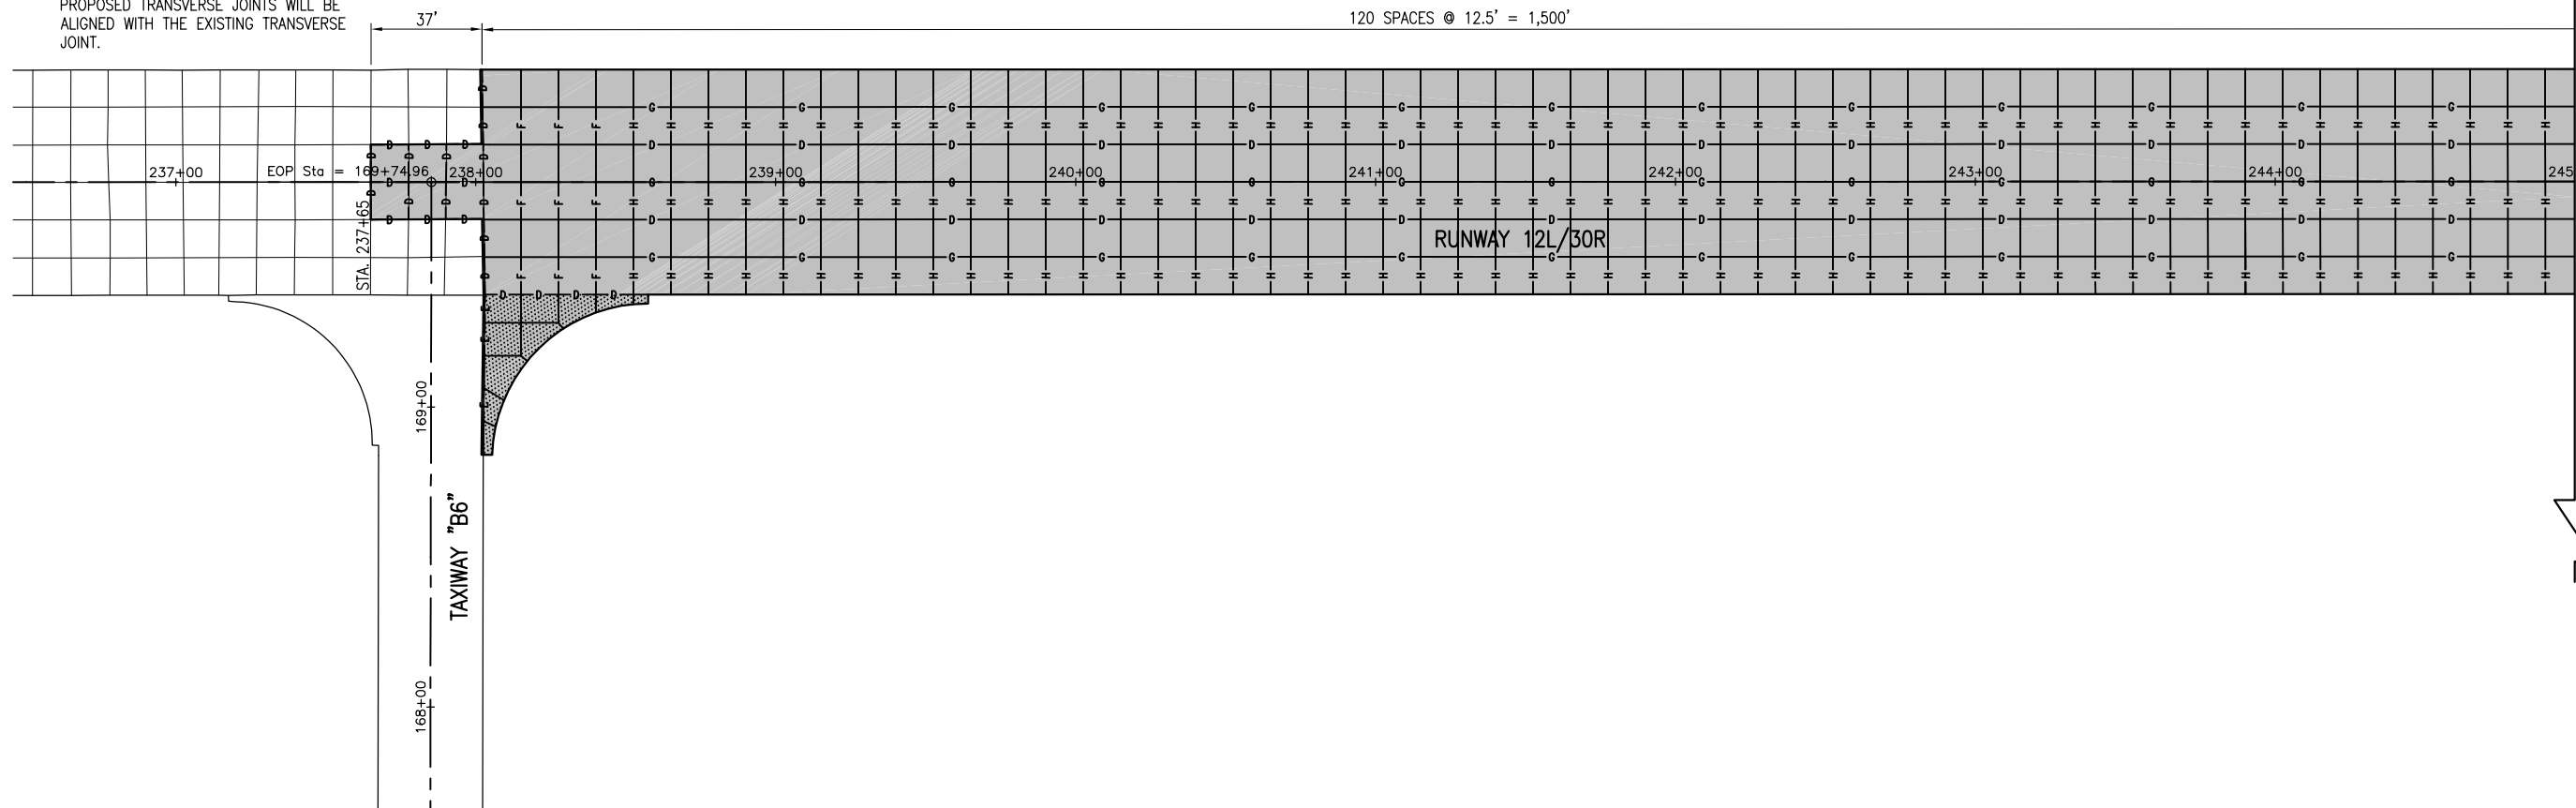 PROPOSED TRANSVERSE JOINTS WILL BE
ALIGNED WITH THE EXISTING TRANSVERSE
JOINT.
37'
120 SPACES @ 12.5' = 1,500'
D
G G G G G G G G G G G G G
D F F F H H H H H H H H H H H H H H H H H H H H H H H H H H H H H H H H H H H H H H H H H H H H H H H H H H H H
D D D D D D D D D D D D D D D D
D D D D
237+00 EOP Sta = 169+74.96 238+00 239+00 240+00 241+00 242+00 243+00 244+00 245
D D G G G G G G G G G G G G G
D D D D F F F H H H H H H H H H H H H H H H H H H H H H H H H H H H H H H H H H H H H H H H H H H H H H H H H H H H H H
D D D D D D D D D D D D D D D D
STA. 237+65
D
RUNWAY 12L/30R
G G G G G G G G G G G G G
D F F F H H H H H H H H H H H H H H H H H H H H H H H H H H H H H H H H H H H H H H H H H H H H H H H H H H H H
D D D D
E
E
E
169+00
TAXIWAY "B6"
168+00